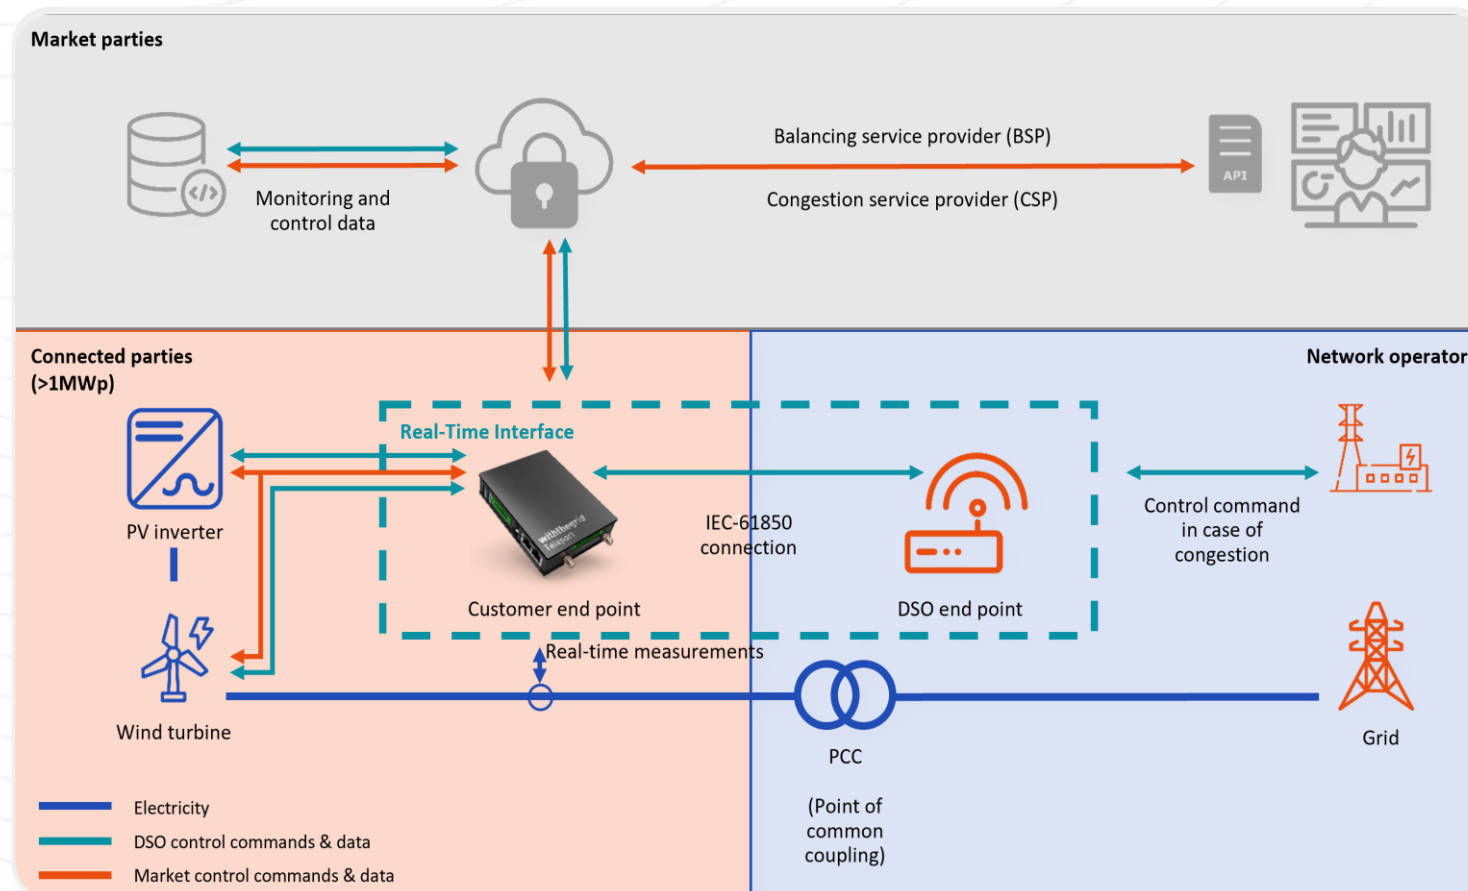 Market parties
Monitoring and
control data
Balancing service provider (BSP)
Congestion service provider (CSP)
API
Connected parties
(>1MWp)
Network operator
Real-Time Interface
PV inverter
withthegrid
Teleport
IEC-61850
connection
Control command
in case of
congestion
Customer end point
DSO end point
Real-time measurements
Wind turbine
PCC
(Point of
common
coupling)
Grid
Electricity
DSO control commands & data
Market control commands & data